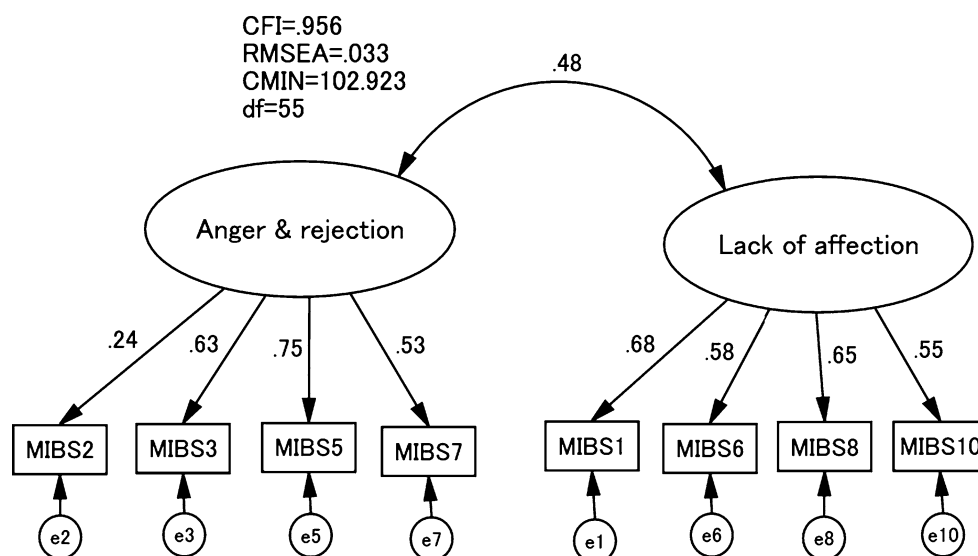 CFI=.956
RMSEA=.033
CMIN=102.923
df=55
.48
Anger & rejection
Lack of affection
.24
.63
.75
.53
.68
.58
.65
.55
MIBS2
MIBS3
MIBS5
MIBS7
MIBS1
MIBS6
MIBS8
MIBS10
e2
e3
e5
e7
e1
e6
e8
e10